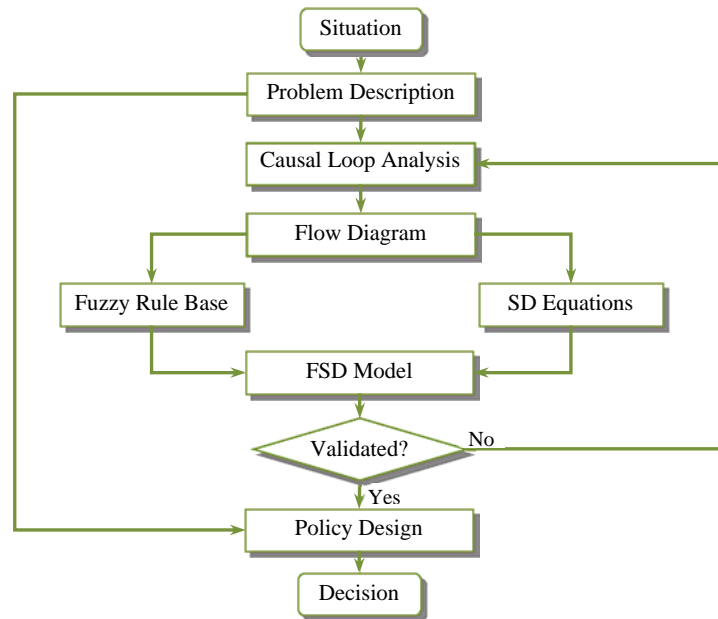 Situation
Problem Description
Causal Loop Analysis
Flow Diagram
Fuzzy Rule Base
SD Equations
FSD Model
Validated?
No
Yes
Policy Design
Decision